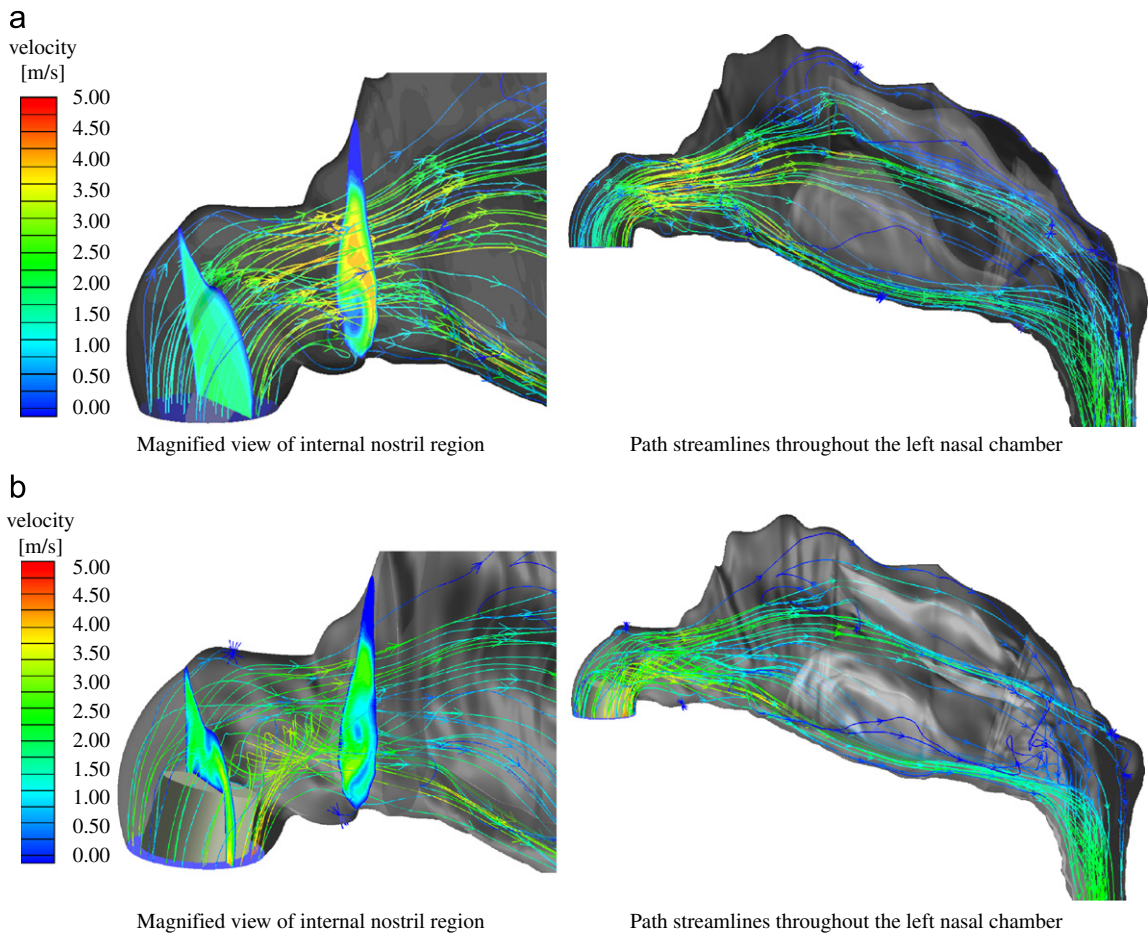 a
velocity
[m/s]
5.00
4.50
4.00
3.50
3.00
2.50
2.00
1.50
1.00
0.50
0.00
Magnified view of internal nostril region
Path streamlines throughout the left nasal chamber
b
velocity
[m/s]
5.00
4.50
4.00
3.50
3.00
2.50
2.00
1.50
1.00
0.50
0.00
Magnified view of internal nostril region
Path streamlines throughout the left nasal chamber